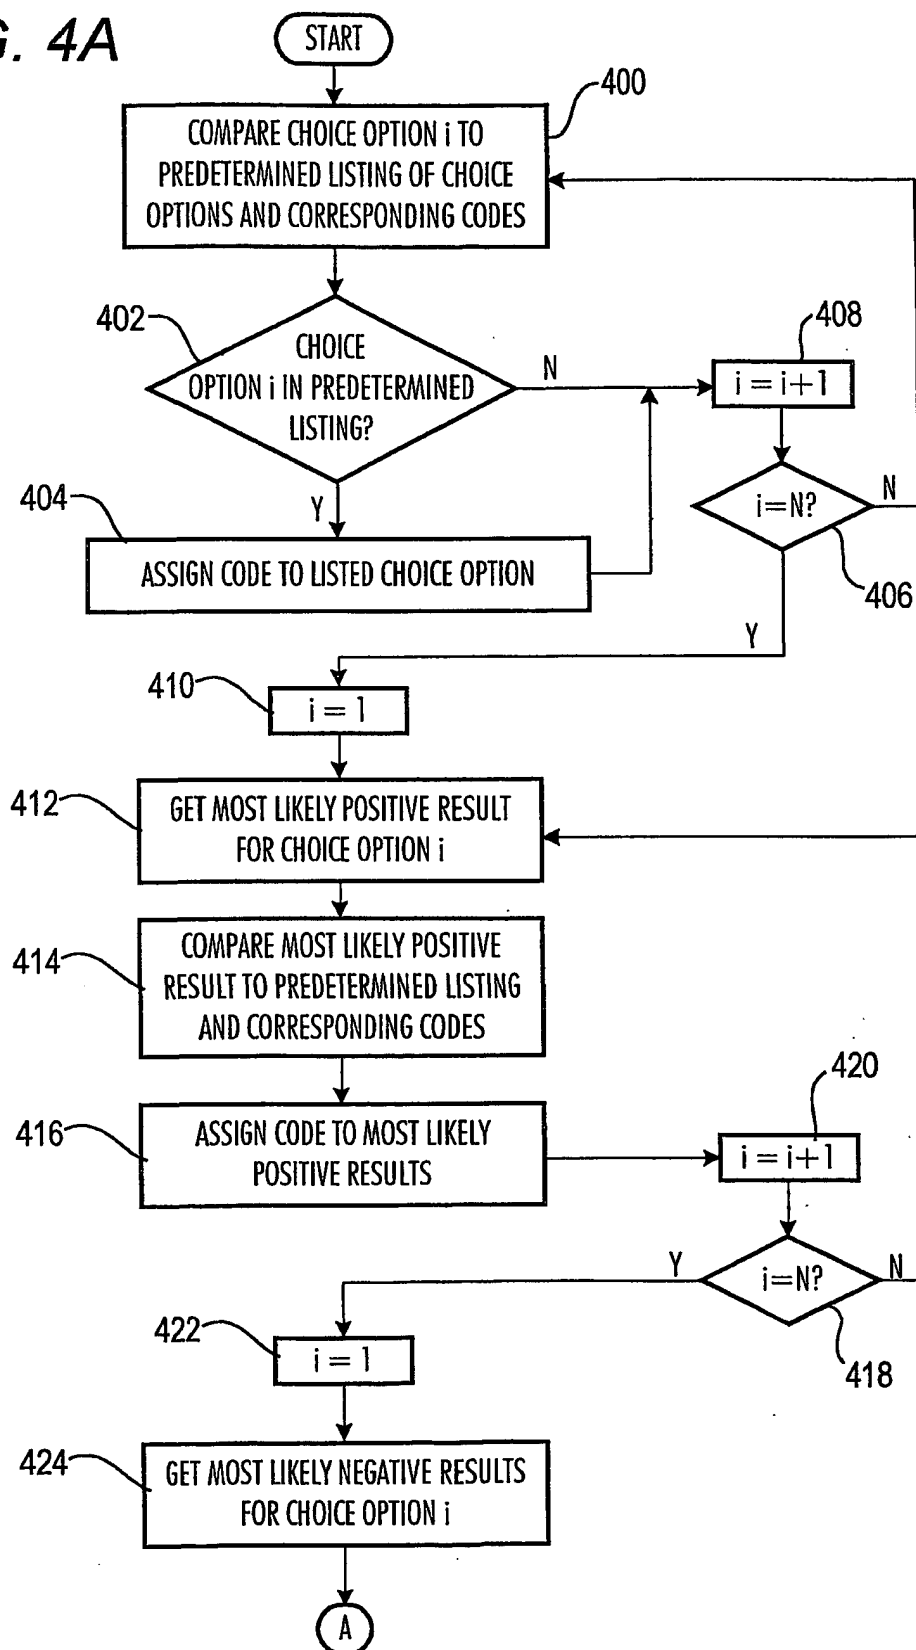 G. 4A
START
400
COMPARE CHOICE OPTION i TO
PREDETERMINED LISTING OF CHOICE
OPTIONS AND CORRESPONDING CODES
402
CHOICE
OPTION i IN PREDETERMINED
LISTING?
N
408
i = i+1
404
Y
i=N?
N
ASSIGN CODE TO LISTED CHOICE OPTION
406
Y
410
i = 1
412
GET MOST LIKELY POSITIVE RESULT
FOR CHOICE OPTION i
414
COMPARE MOST LIKELY POSITIVE
RESULT TO PREDETERMINED LISTING
AND CORRESPONDING CODES
420
416
ASSIGN CODE TO MOST LIKELY
POSITIVE RESULTS
i = i+1
Y
i=N?
N
422
i = 1
418
424
GET MOST LIKELY NEGATIVE RESULTS
FOR CHOICE OPTION i
A